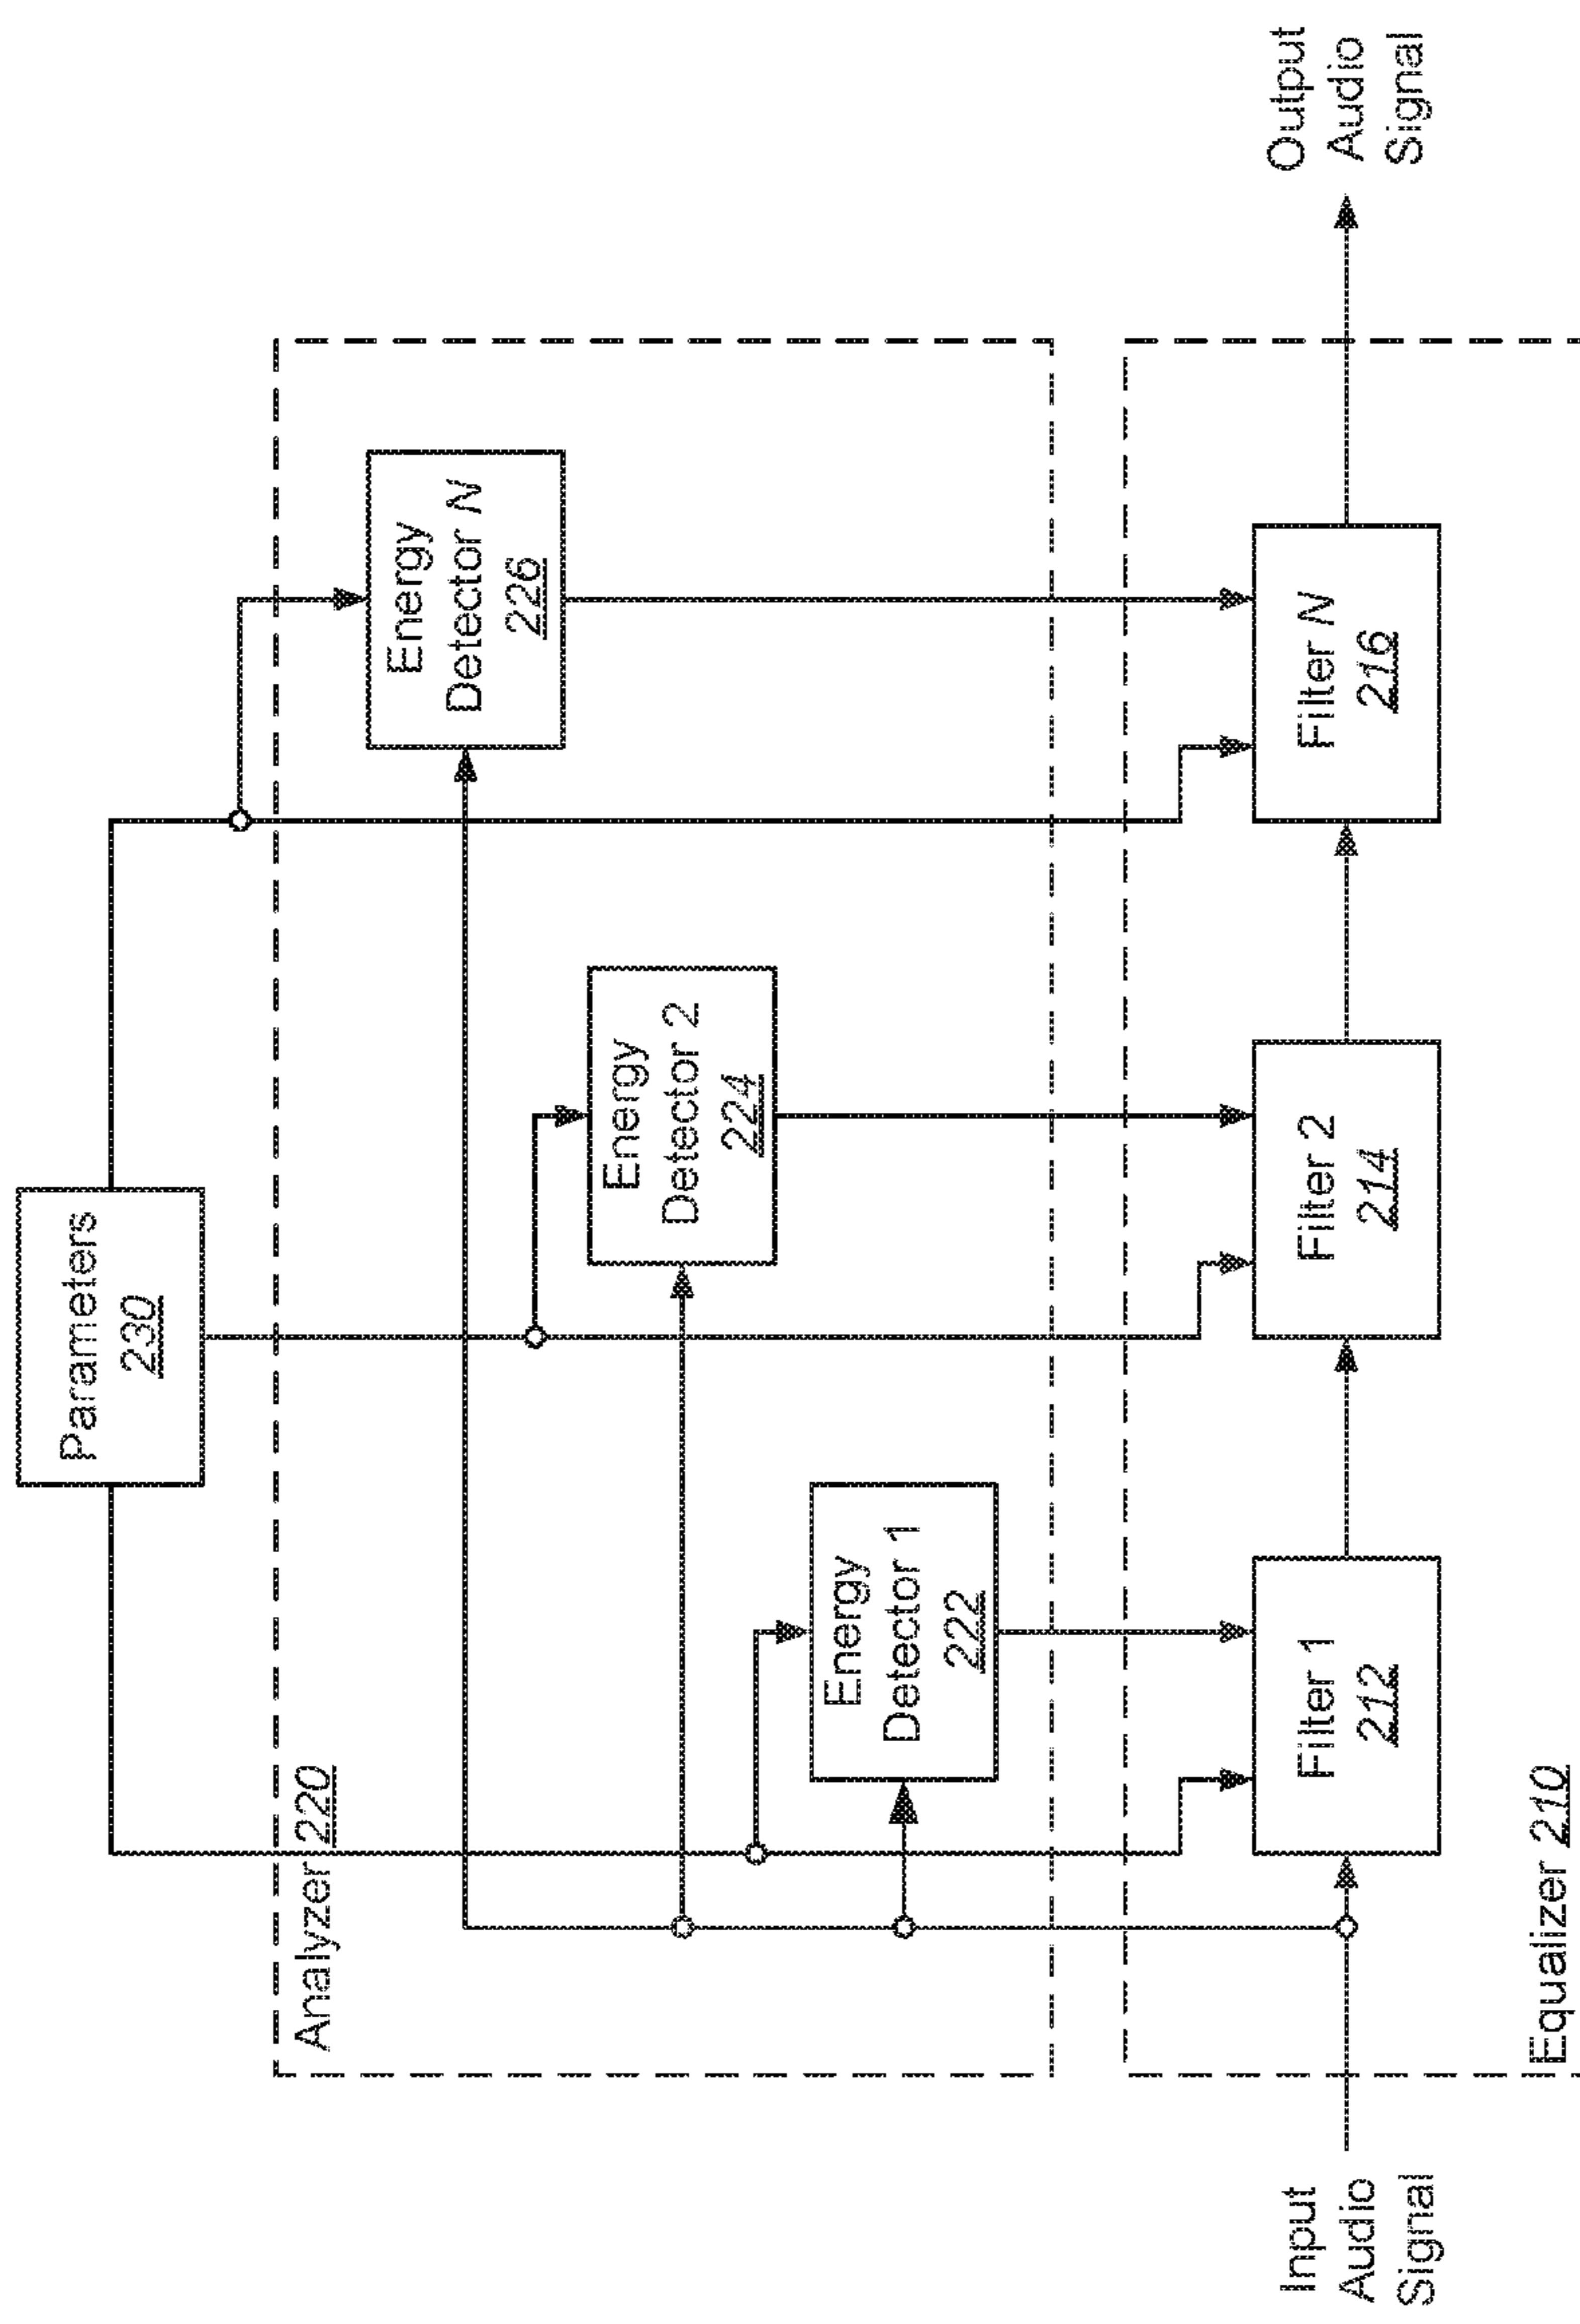 Parameters
230
Analyzer 220
Energy
Detector N
226
Energy
Detector 2
224
Energy
Detector 1
222
Input
Audio
Signal
Filter 1
212
Filter 2
214
Filter N
216
Output
Audio
Signal
Equalizer 210